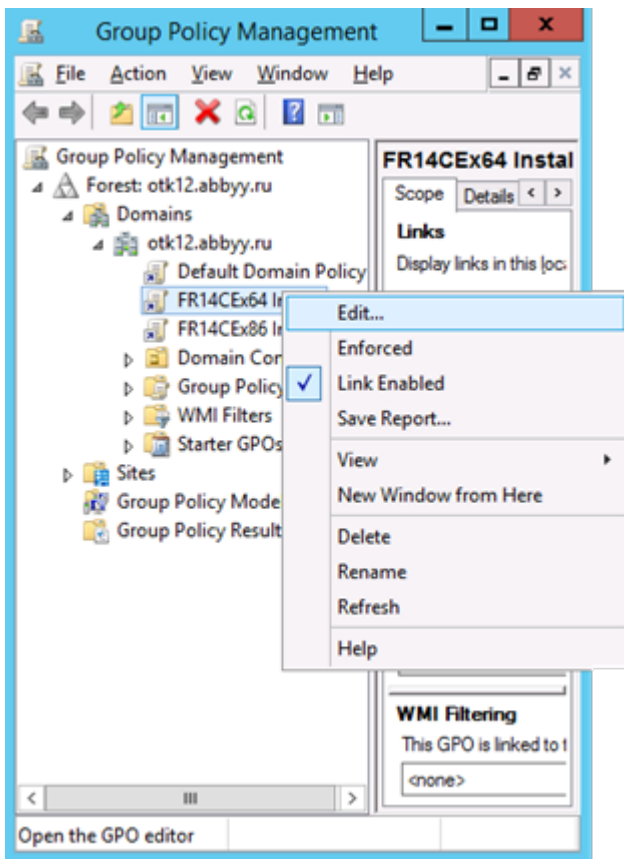 Group Policy Management
File Action View Window Help
Group Policy Management
Forest: otk12.abbyy.ru
Domains
otk12.abbyy.ru
Default Domain Policy
FR14CEx64 In
FR14CEx86 In
Domain Con
Group Policy
WMI Filters
Starter GPOs
Sites
Group Policy Mode
Group Policy Result
FR14CEx64 Instal
Scope Details
Links
Display links in this loc
Edit...
Enforced
Link Enabled
Save Report...
View
New Window from Here
Delete
Rename
Refresh
Help
WMI Filtering
This GPO is linked to t
<none>
Open the GPO editor